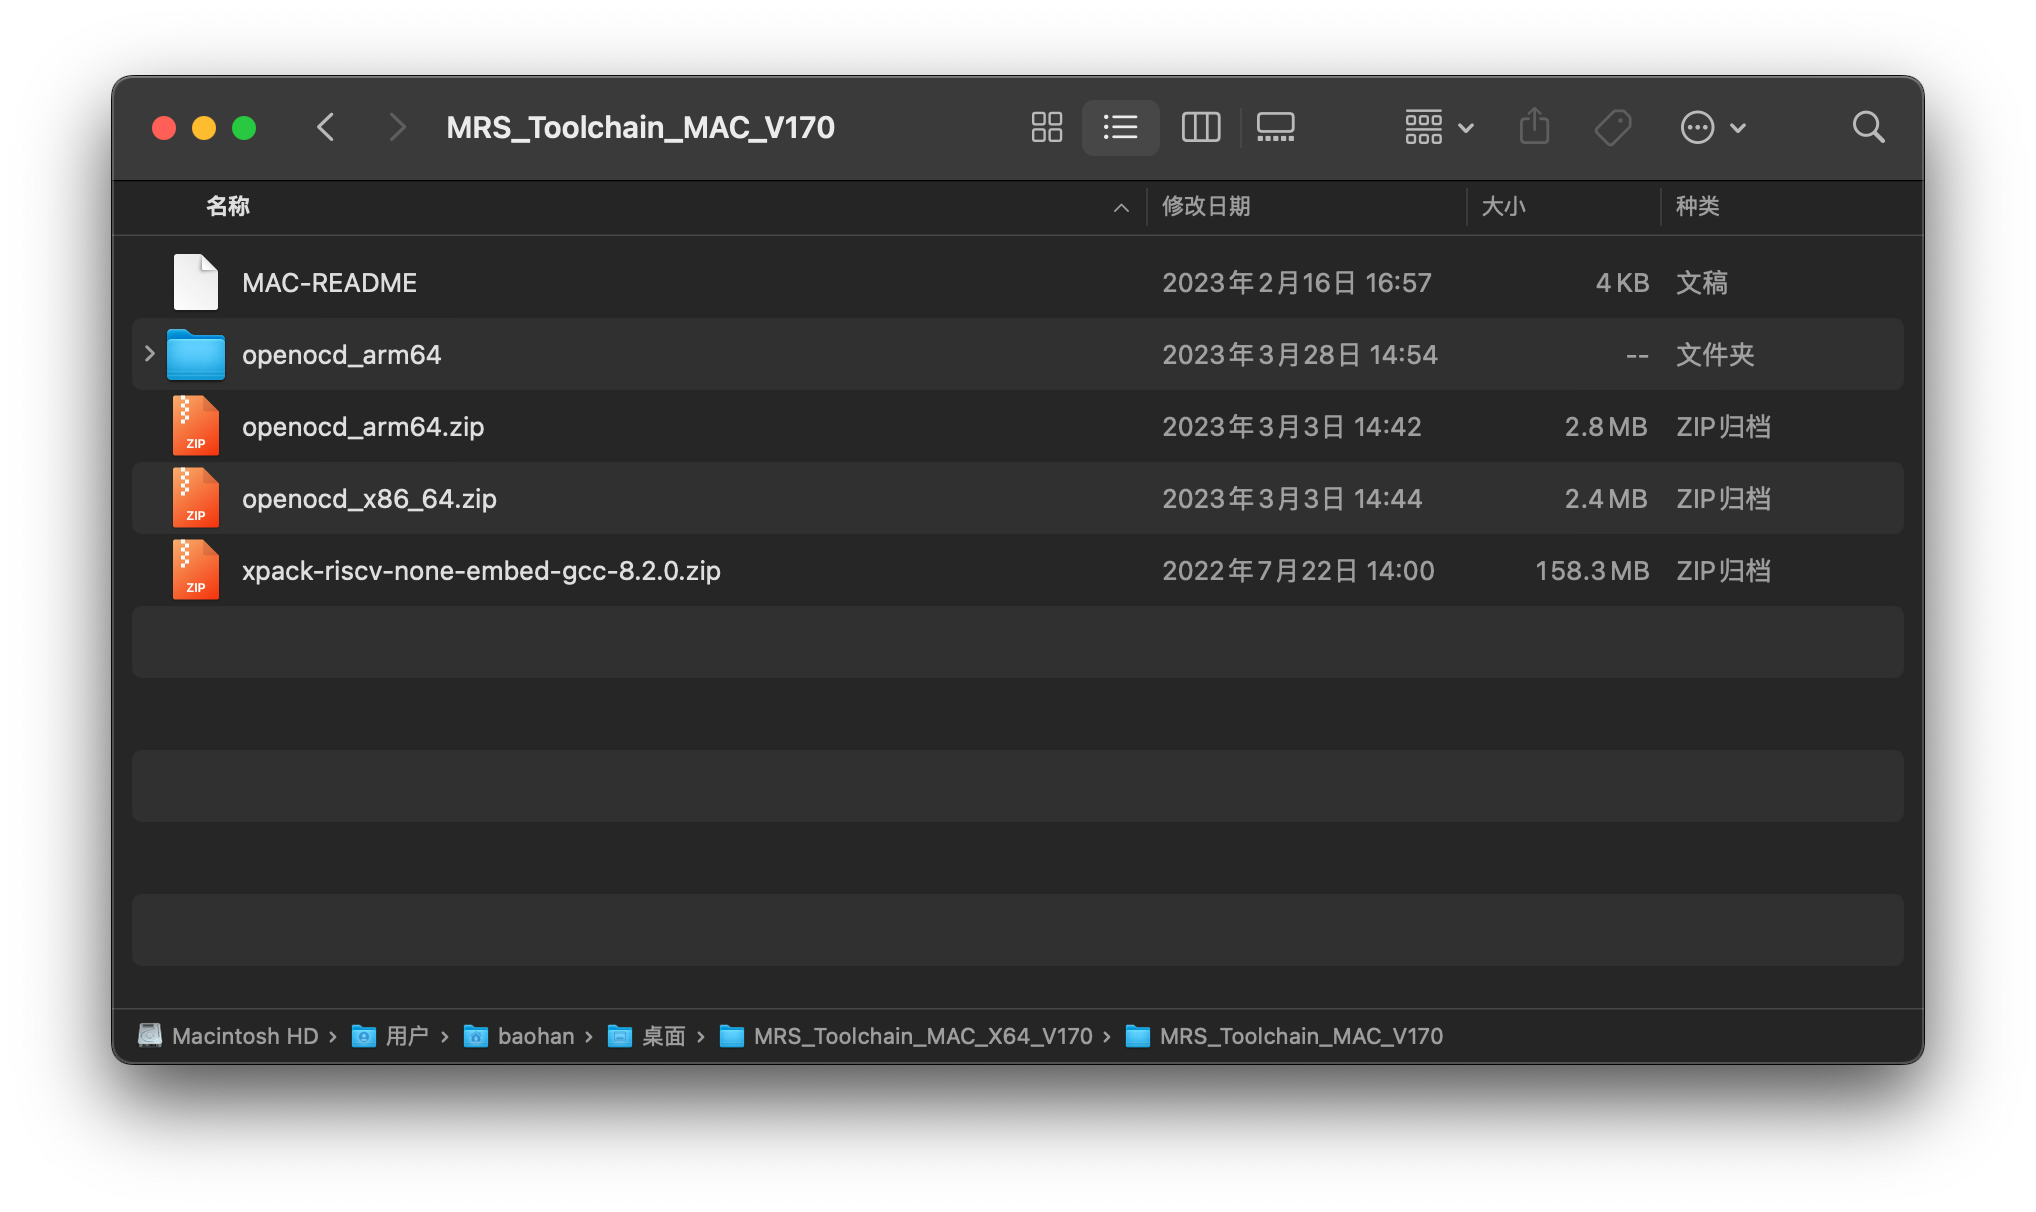 MRS_Toolchain_MAC_V170
名称 修改日期 大小 种类
MAC-README 2023年2月16日 16:57 4 KB 文稿
openocd_arm64 2023年3月28日 14:54 -- 文件夹
ZIP openocd_arm64.zip 2023年3月3日 14:42 2.8 MB ZIP归档
ZIP openocd_x86_64.zip 2023年3月3日 14:44 2.4 MB ZIP归档
ZIP xpack-riscv-none-embed-gcc-8.2.0.zip 2022年7月22日 14:00 158.3 MB ZIP归档
Macintosh HD › 用户 › baohan › 桌面 › MRS_Toolchain_MAC_X64_V170 › MRS_Toolchain_MAC_V170